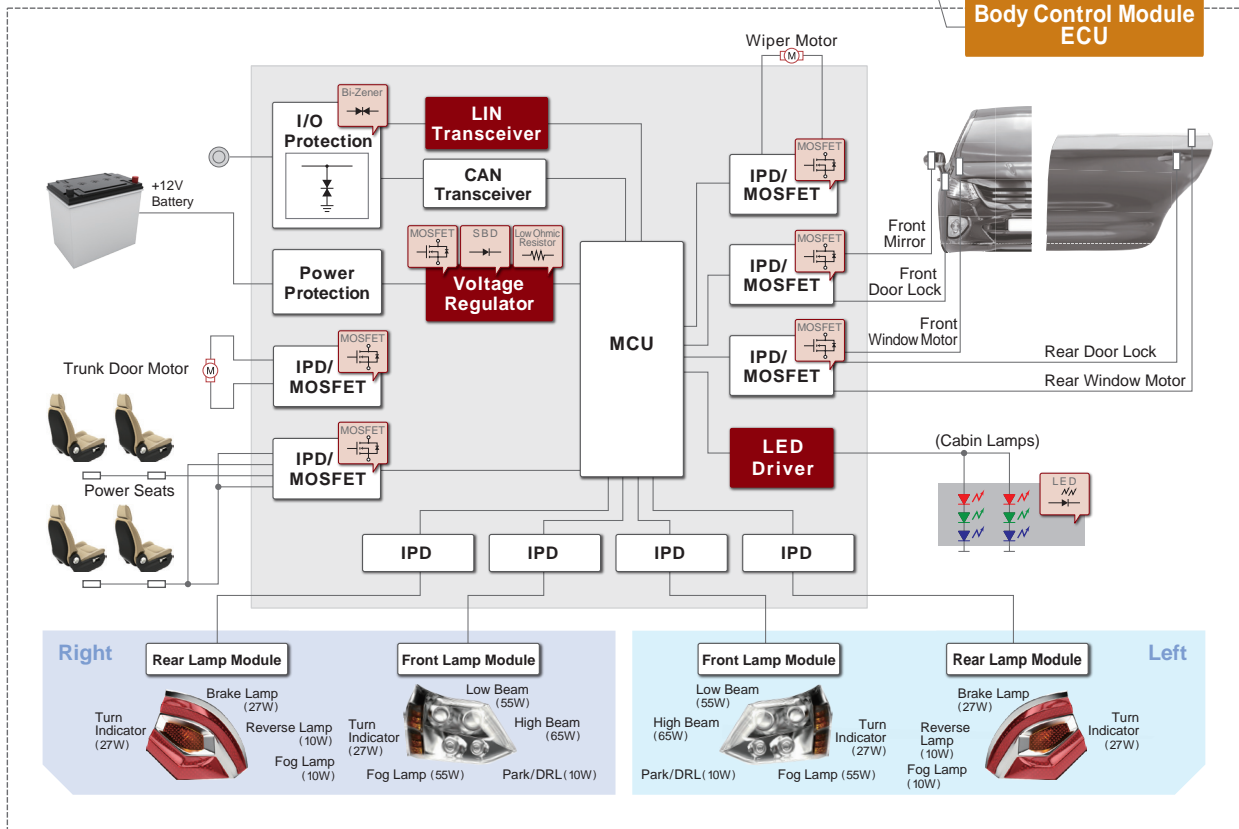 Body Control Module
ECU
Wiper Motor
M
Bi-Zener
I/O
Protection
LIN
Transceiver
CAN
Transceiver
MOSFET
IPD/
MOSFET
+12V
Battery
MOSFET
SBD
Low Ohmic
Resistor
Power
Protection
Voltage
Regulator
MCU
MOSFET
IPD/
MOSFET
Front
Mirror
Front
Door Lock
MOSFET
IPD/
MOSFET
Front
Window Motor
Rear Door Lock
Rear Window Motor
Trunk Door Motor
M
MOSFET
IPD/
MOSFET
MOSFET
IPD/
MOSFET
Power Seats
LED
Driver
(Cabin Lamps)
LED
IPD
IPD
IPD
IPD
Right
Rear Lamp Module
Front Lamp Module
Brake Lamp
(27W)
Turn
Indicator
(27W)
Reverse Lamp
(10W)
Fog Lamp
(10W)
Low Beam
(55W)
High Beam
(65W)
Turn
Indicator
(27W)
Fog Lamp (55W)
Park/DRL(10W)
Front Lamp Module
Rear Lamp Module
Left
Low Beam
(55W)
High Beam
(65W)
Turn
Indicator
(27W)
Park/DRL(10W)
Fog Lamp (55W)
Brake Lamp
(27W)
Reverse
Lamp
(10W)
Fog Lamp
(10W)
Turn
Indicator
(27W)